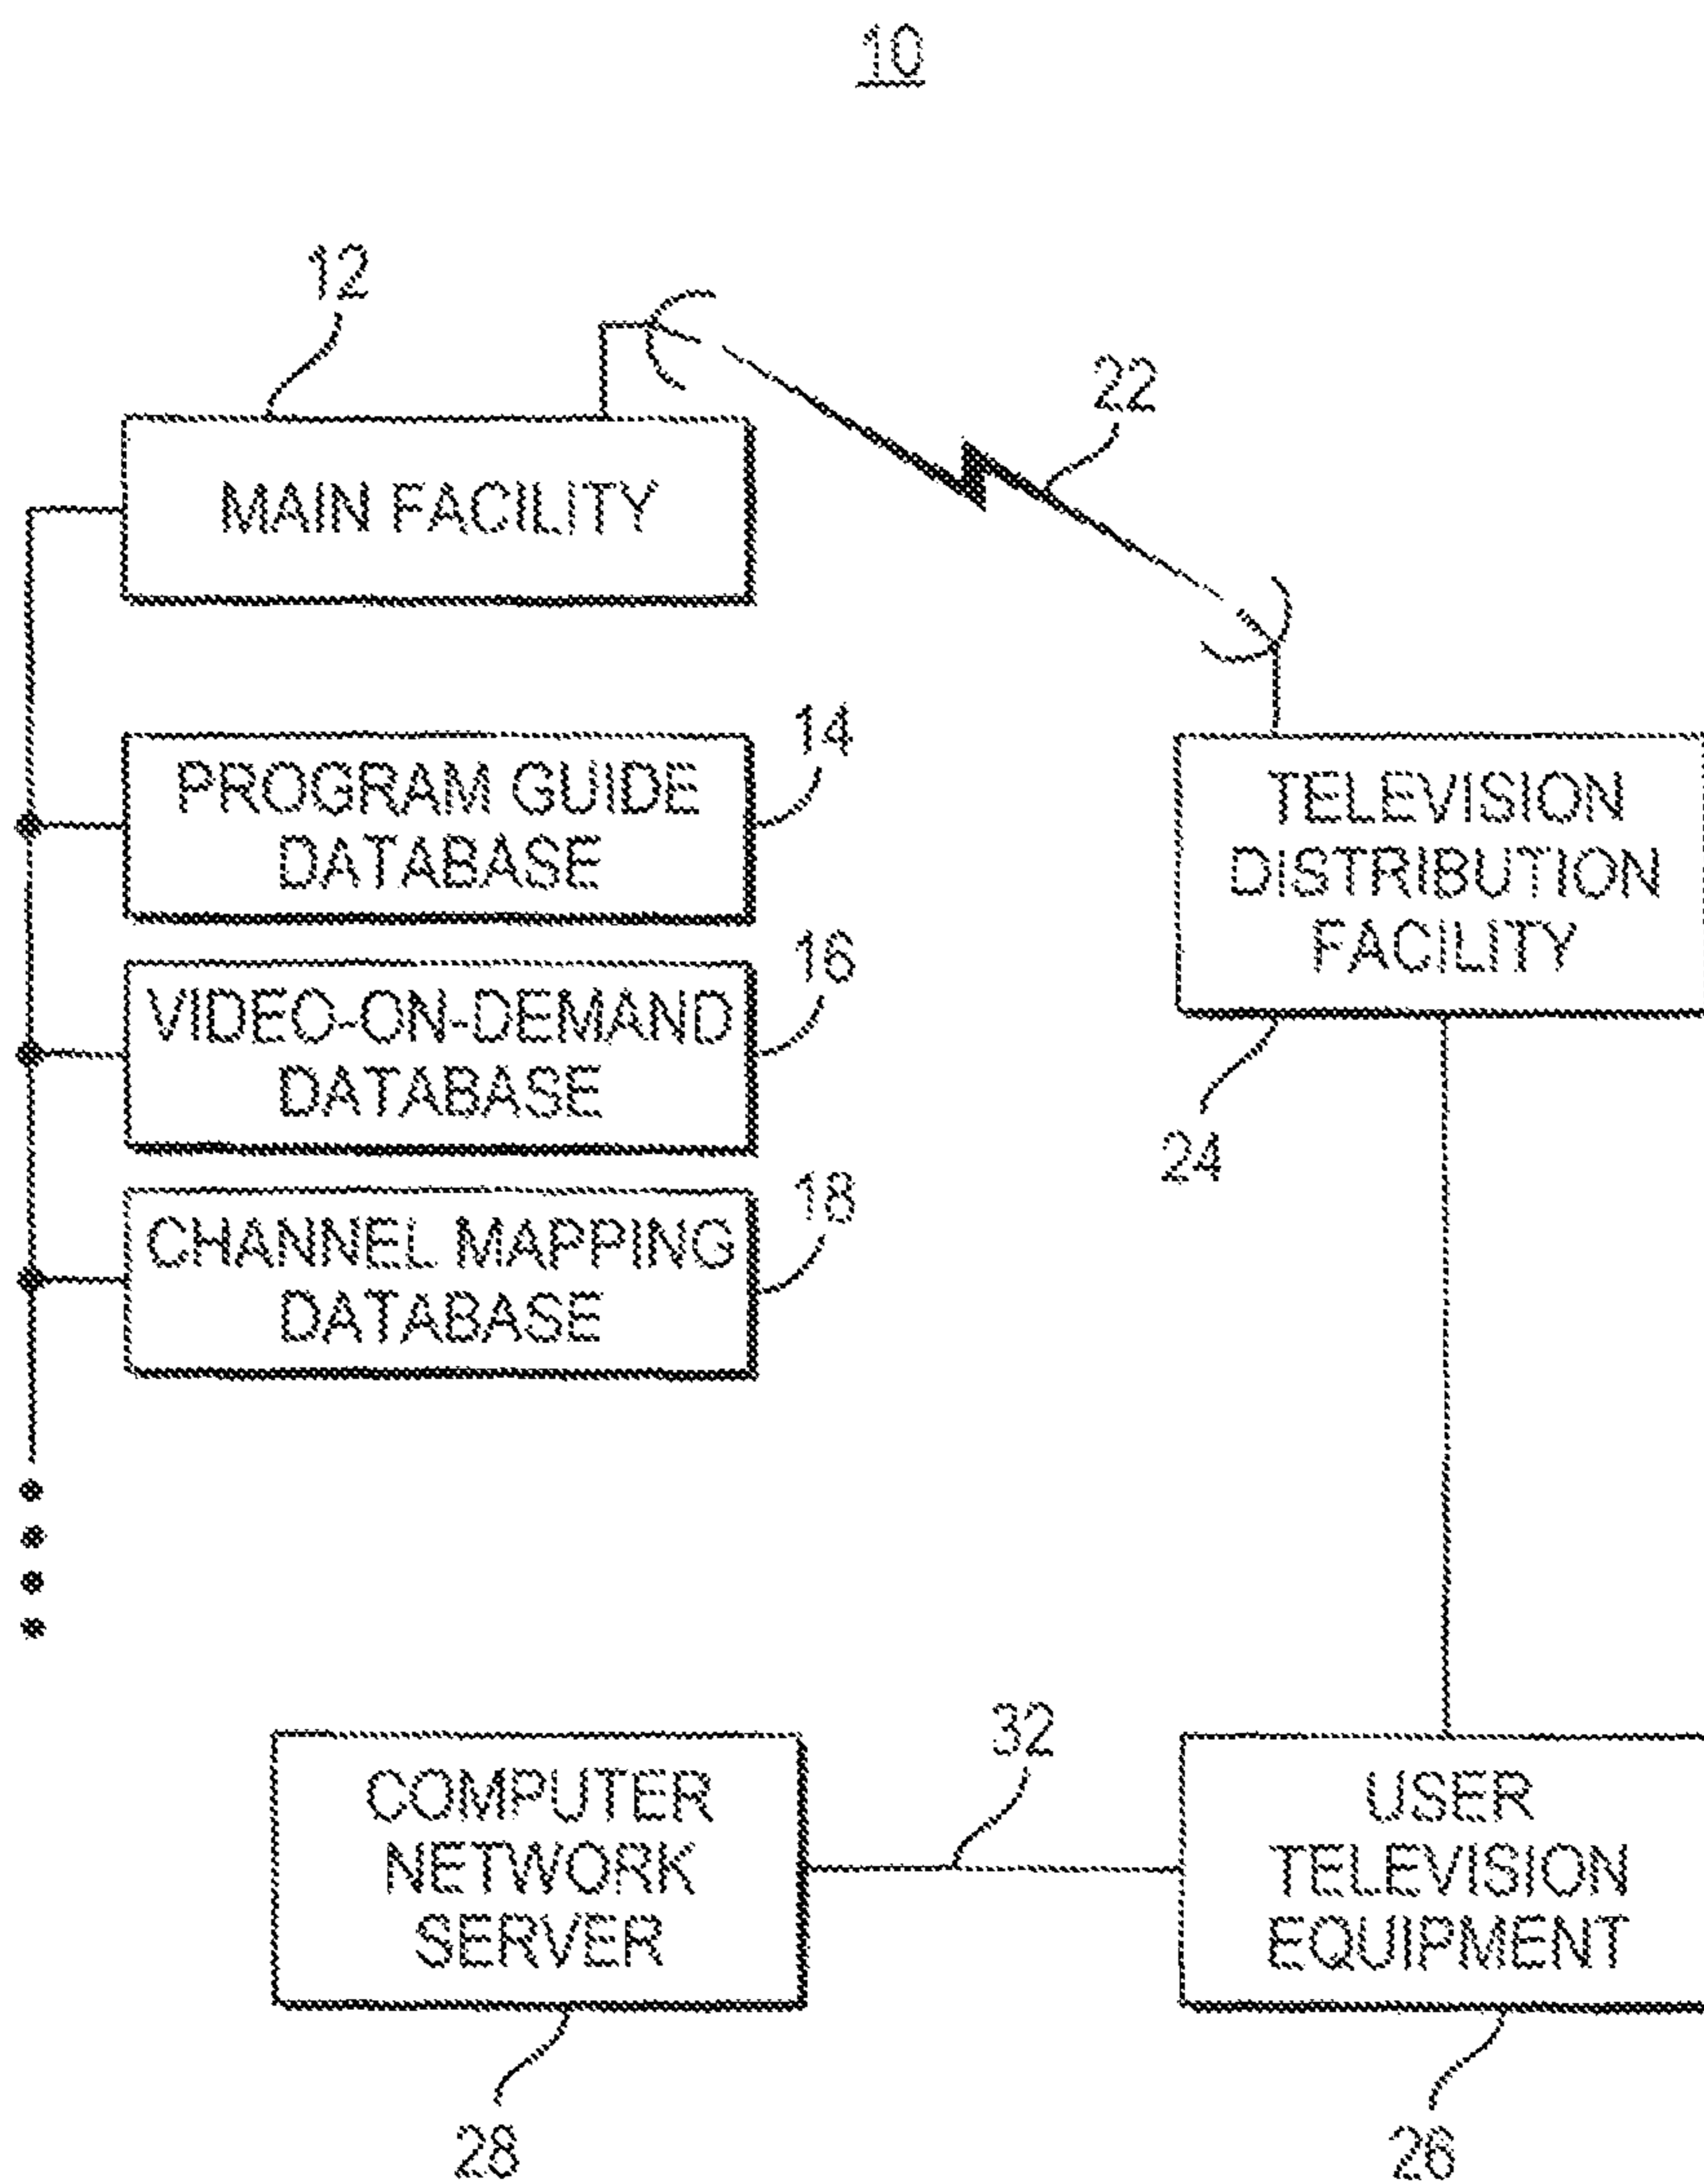 10
12
22
MAIN FACILITY
14
PROGRAM GUIDE
DATABASE
TELEVISION
DISTRIBUTION
FACILITY
16
VIDEO-ON-DEMAND
DATABASE
24
18
CHANNEL MAPPING
DATABASE
32
COMPUTER
NETWORK
SERVER
USER
TELEVISION
EQUIPMENT
28
26